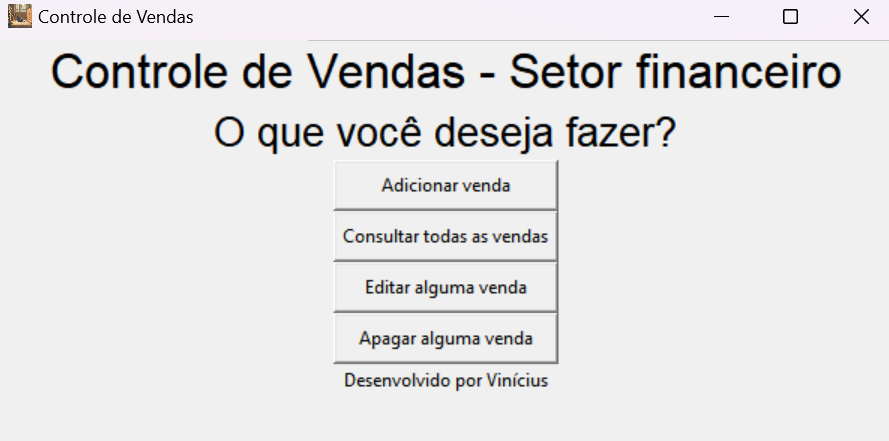 Controle de Vendas
Controle de Vendas - Setor financeiro
O que você deseja fazer?
Adicionar venda
Consultar todas as vendas
Editar alguma venda
Apagar alguma venda
Desenvolvido por Vinícius